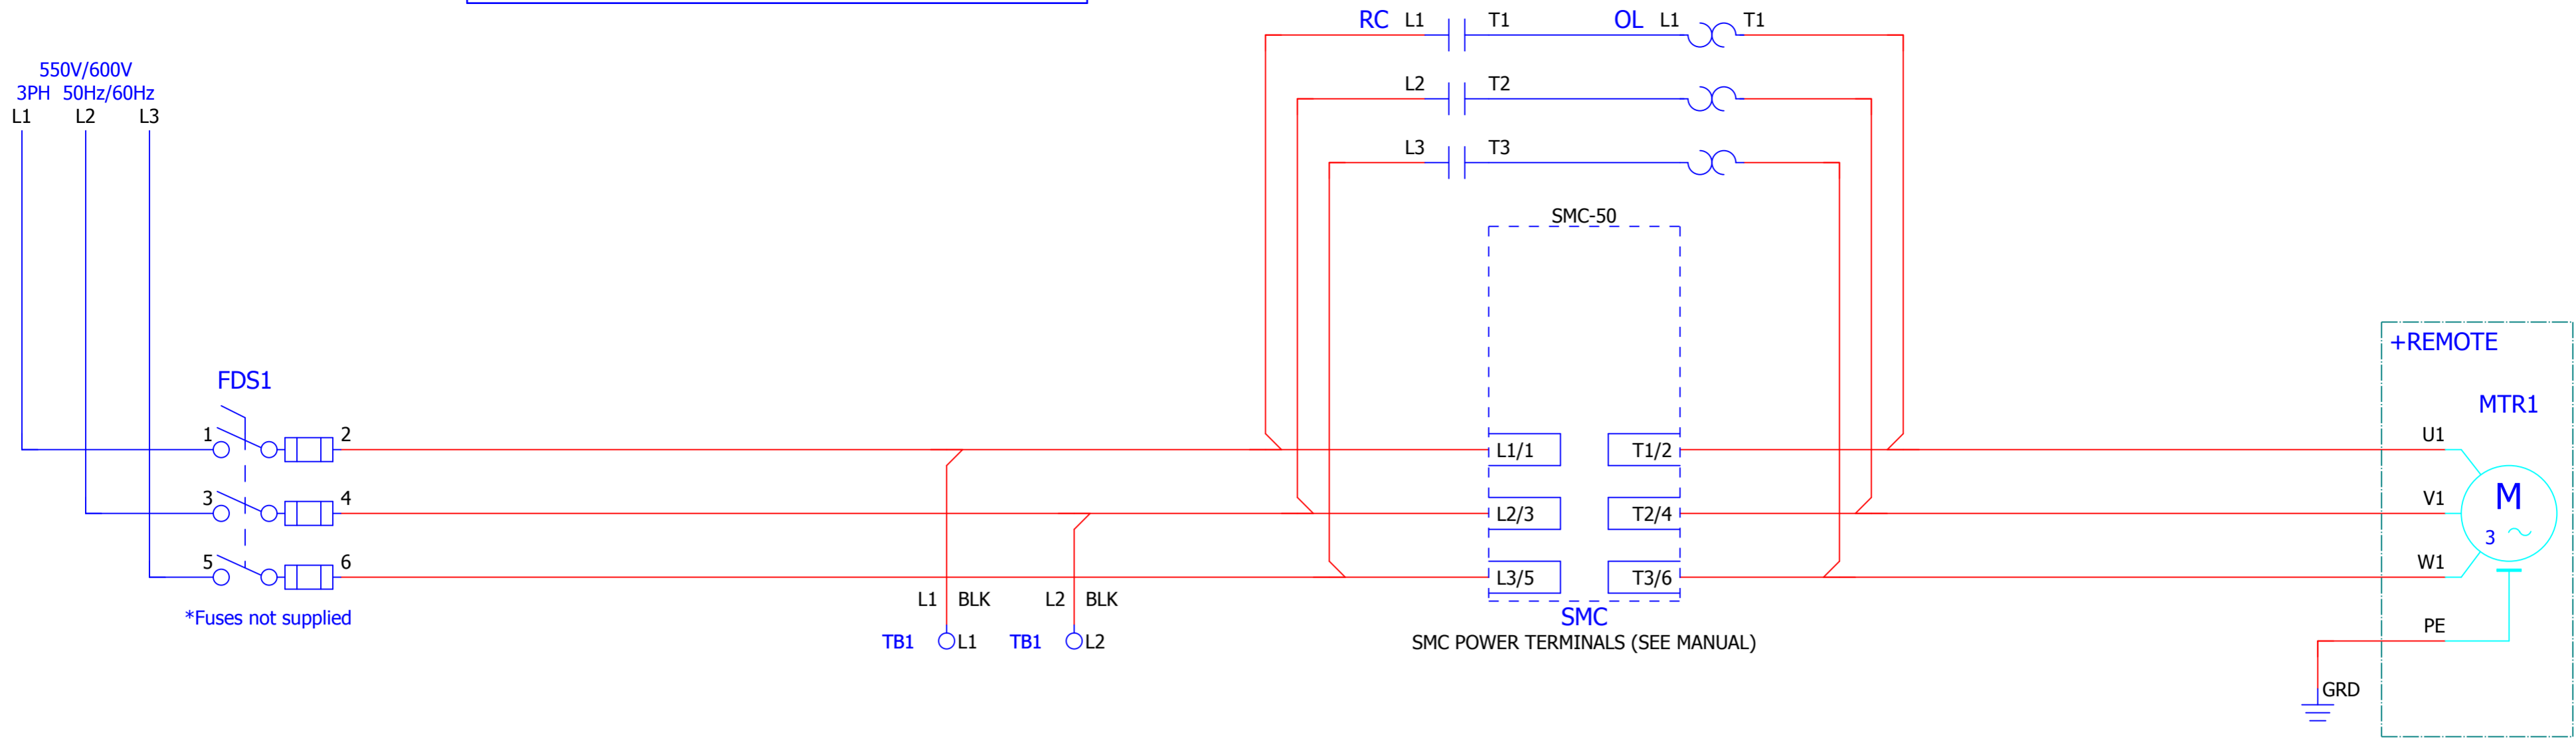 RC L1 T1 OL L1 T1
550V/600V
3PH 50Hz/60Hz
L1 L2 L3
L2 T2
L3 T3
SMC-50
+REMOTE
FDS1
MTR1
1 2 L1/1 T1/2 U1
3 4 L2/3 T2/4 V1 M
3
5 6 L3/5 T3/6 W1
*Fuses not supplied
L1 BLK L2 BLK
SMC
TB1 L1 TB1 L2
SMC POWER TERMINALS (SEE MANUAL)
PE
GRD